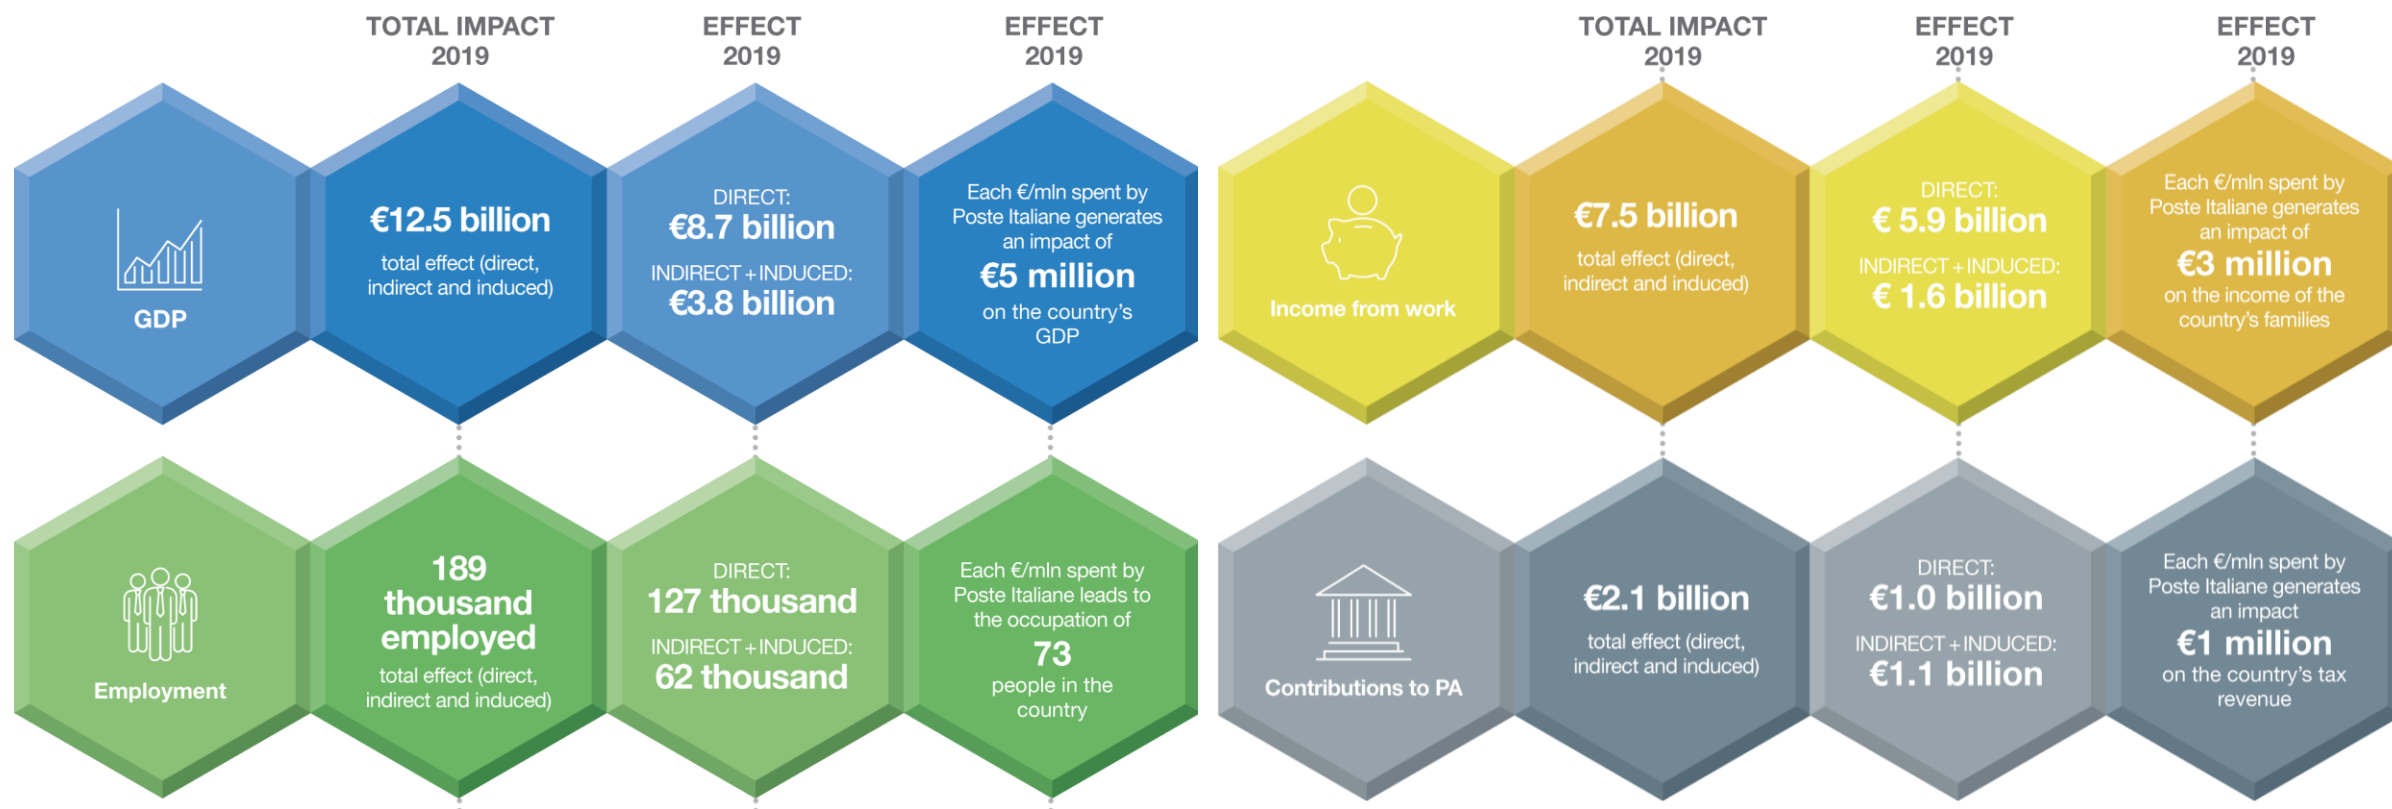 TOTAL IMPACT
2019
EFFECT
2019
EFFECT
2019
GDP
€12.5 billion
total effect (direct,
indirect and induced)
DIRECT:
€8.7 billion
INDIRECT + INDUCED:
€3.8 billion
Each €/mln spent by
Poste Italiane generates
an impact of
€5 million
on the country's
GDP
Employment
189
thousand
employed
total effect (direct,
indirect and induced)
DIRECT:
127 thousand
INDIRECT + INDUCED:
62 thousand
Each €/mln spent by
Poste Italiane leads to
the occupation of
73
people in the
country
TOTAL IMPACT
2019
EFFECT
2019
EFFECT
2019
Income from work
€7.5 billion
total effect (direct,
indirect and induced)
DIRECT:
€ 5.9 billion
INDIRECT + INDUCED:
€ 1.6 billion
Each €/mln spent by
Poste Italiane generates
an impact of
€3 million
on the income of the
country's families
Contributions to PA
€2.1 billion
total effect (direct,
indirect and induced)
DIRECT:
€1.0 billion
INDIRECT + INDUCED:
€1.1 billion
Each €/mln spent by
Poste Italiane generates
an impact
€1 million
on the country's tax
revenue